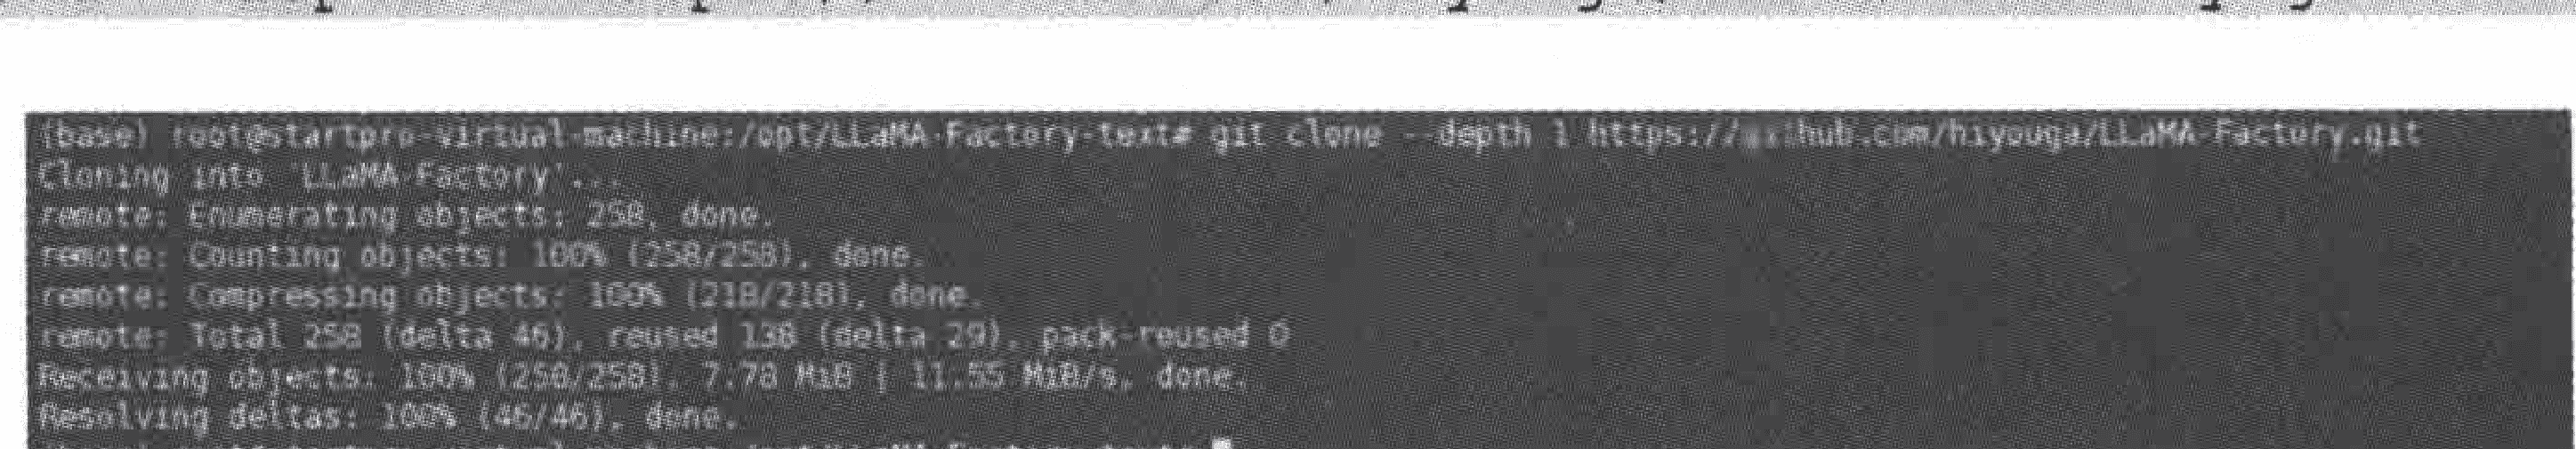 (base) root@startpro-virtual-machine:/opt/LLaMA-Factory-text# git clone --depth 1 https://github.com/hiyouga/LLaMA-Factory.git
Cloning into 'LLaMA-Factory'...
remote: Enumerating objects: 258, done.
remote: Counting objects: 100% (258/258), done.
remote: Compressing objects: 100% (218/218), done.
remote: Total 258 (delta 46), reused 138 (delta 29), pack-reused 0
Receiving objects: 100% (258/258), 7.78 MiB | 11.55 MiB/s, done.
Resolving deltas: 100% (46/46), done.